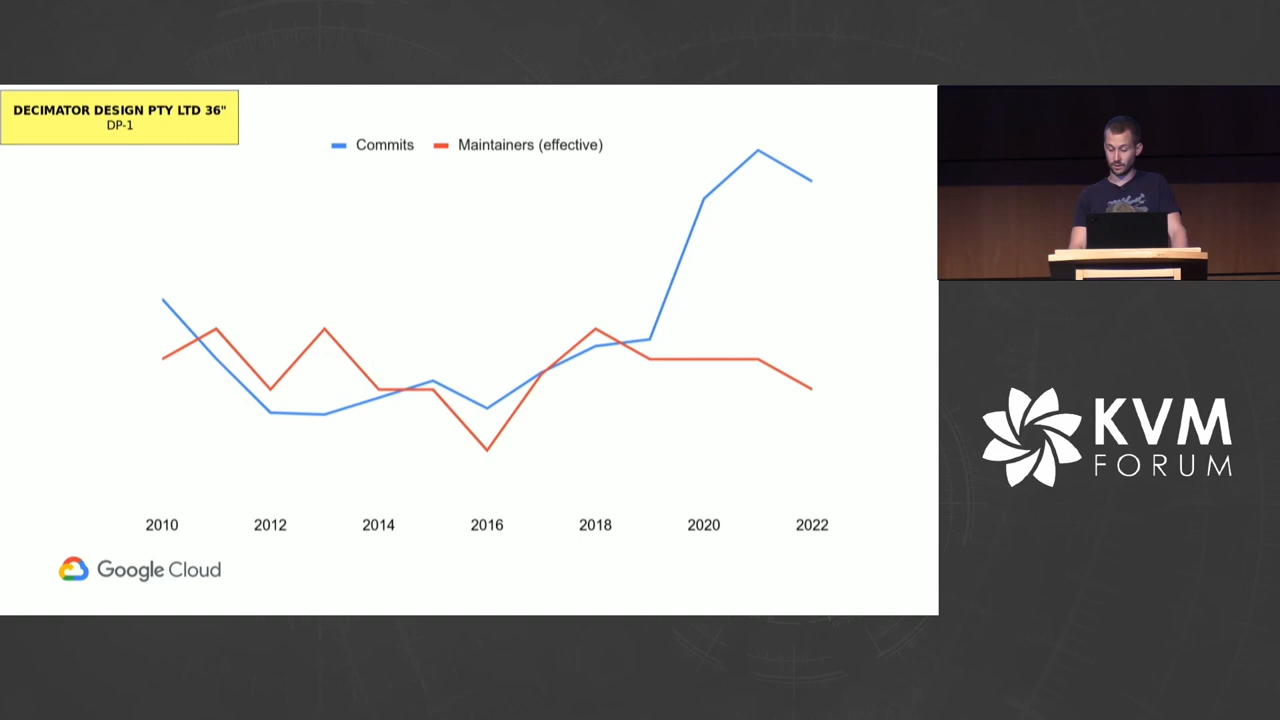 DECIMATOR DESIGN PTY LTD 36"
DP-1
Commits
Maintainers (effective)
2010
2012
2014
2016
2018
2020
2022
Google Cloud
KVM
FORUM